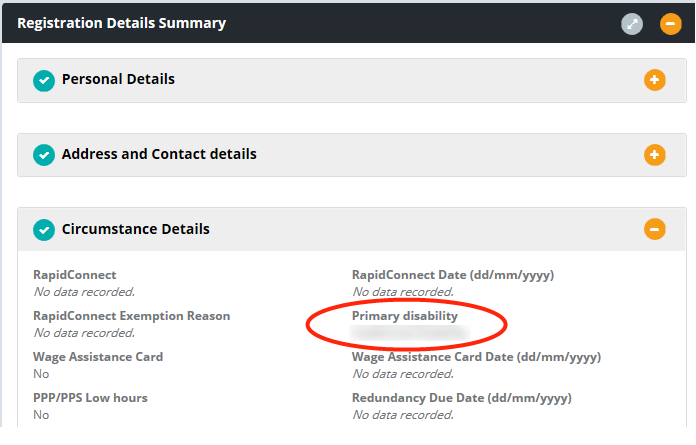 Registration Details Summary
Personal Details
Address and Contact details
Circumstance Details
RapidConnect
No data recorded.
RapidConnect Date (dd/mm/yyyy)
No data recorded.
RapidConnect Exemption Reason
No data recorded.
Primary disability
Wage Assistance Card
No
Wage Assistance Card Date (dd/mm/yyyy)
No data recorded.
PPP/PPS Low hours
No
Redundancy Due Date (dd/mm/yyyy)
No data recorded.